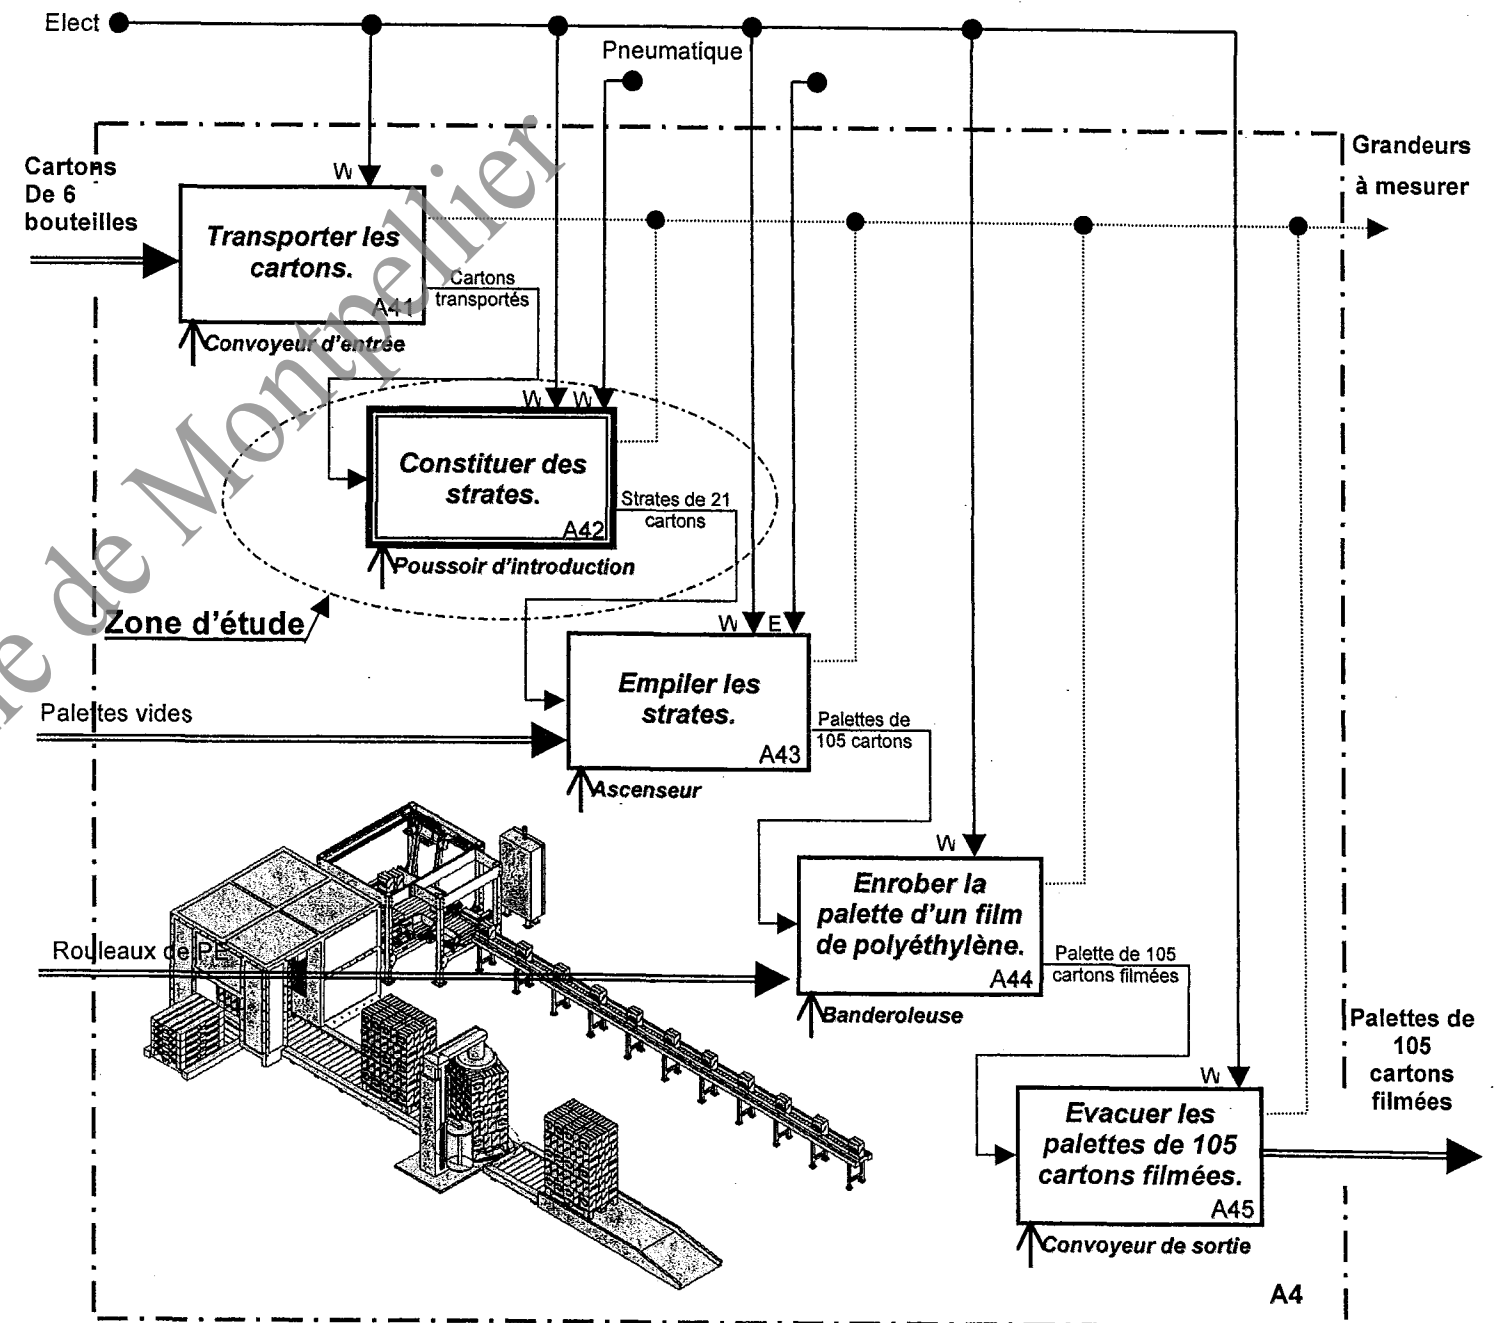 Elect
Pneumatique
Grandeurs
à mesurer
Cartons
De 6
bouteilles
W
Transporter les
cartons.
A41
Cartons
transportés
Convoyeur d'entrée
W W
Constituer des
strates.
A42
Strates de 21
cartons
Poussoir d'introduction
Zone d'étude
W E
Empiler les
strates.
A43
Palettes vides
Palettes de
105 cartons
Ascenseur
W
Enrober la
palette d'un film
de polyéthylène.
A44
Rouleaux de PE
Palette de 105
cartons filmées
Banderoleuse
W
Evacuer les
palettes de 105
cartons filmées.
A45
Palettes de
105
cartons
filmées
Convoyeur de sortie
A4
de Montpellier